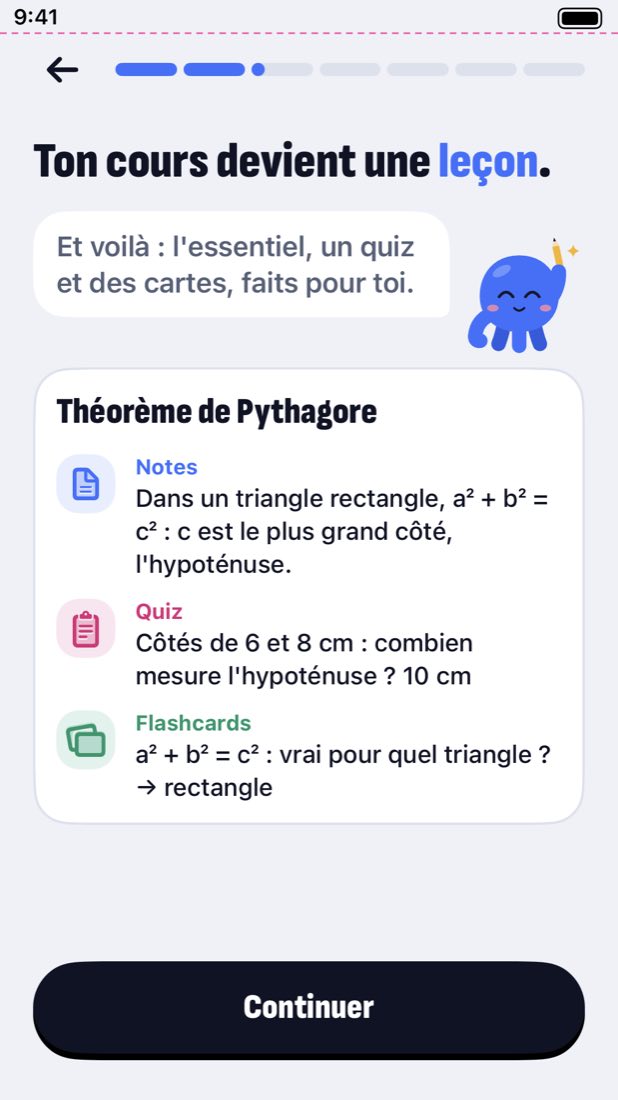 9:41
Ton cours devient une leçon.
Et voilà : l'essentiel, un quiz
et des cartes, faits pour toi.
Théorème de Pythagore
Notes
Dans un triangle rectangle, a² + b² =
c² : c est le plus grand côté,
l'hypoténuse.
Quiz
Côtés de 6 et 8 cm : combien
mesure l'hypoténuse ? 10 cm
Flashcards
a² + b² = c² : vrai pour quel triangle ?
→ rectangle
Continuer